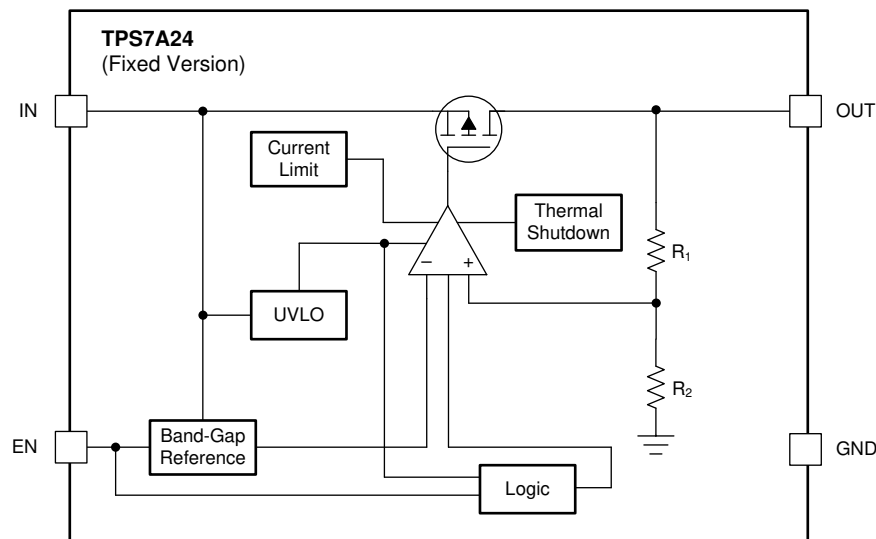 TPS7A24
(Fixed Version)
IN
OUT
Current
Limit
Thermal
Shutdown
− +
R₁
UVLO
R₂
EN
Band-Gap
Reference
GND
Logic